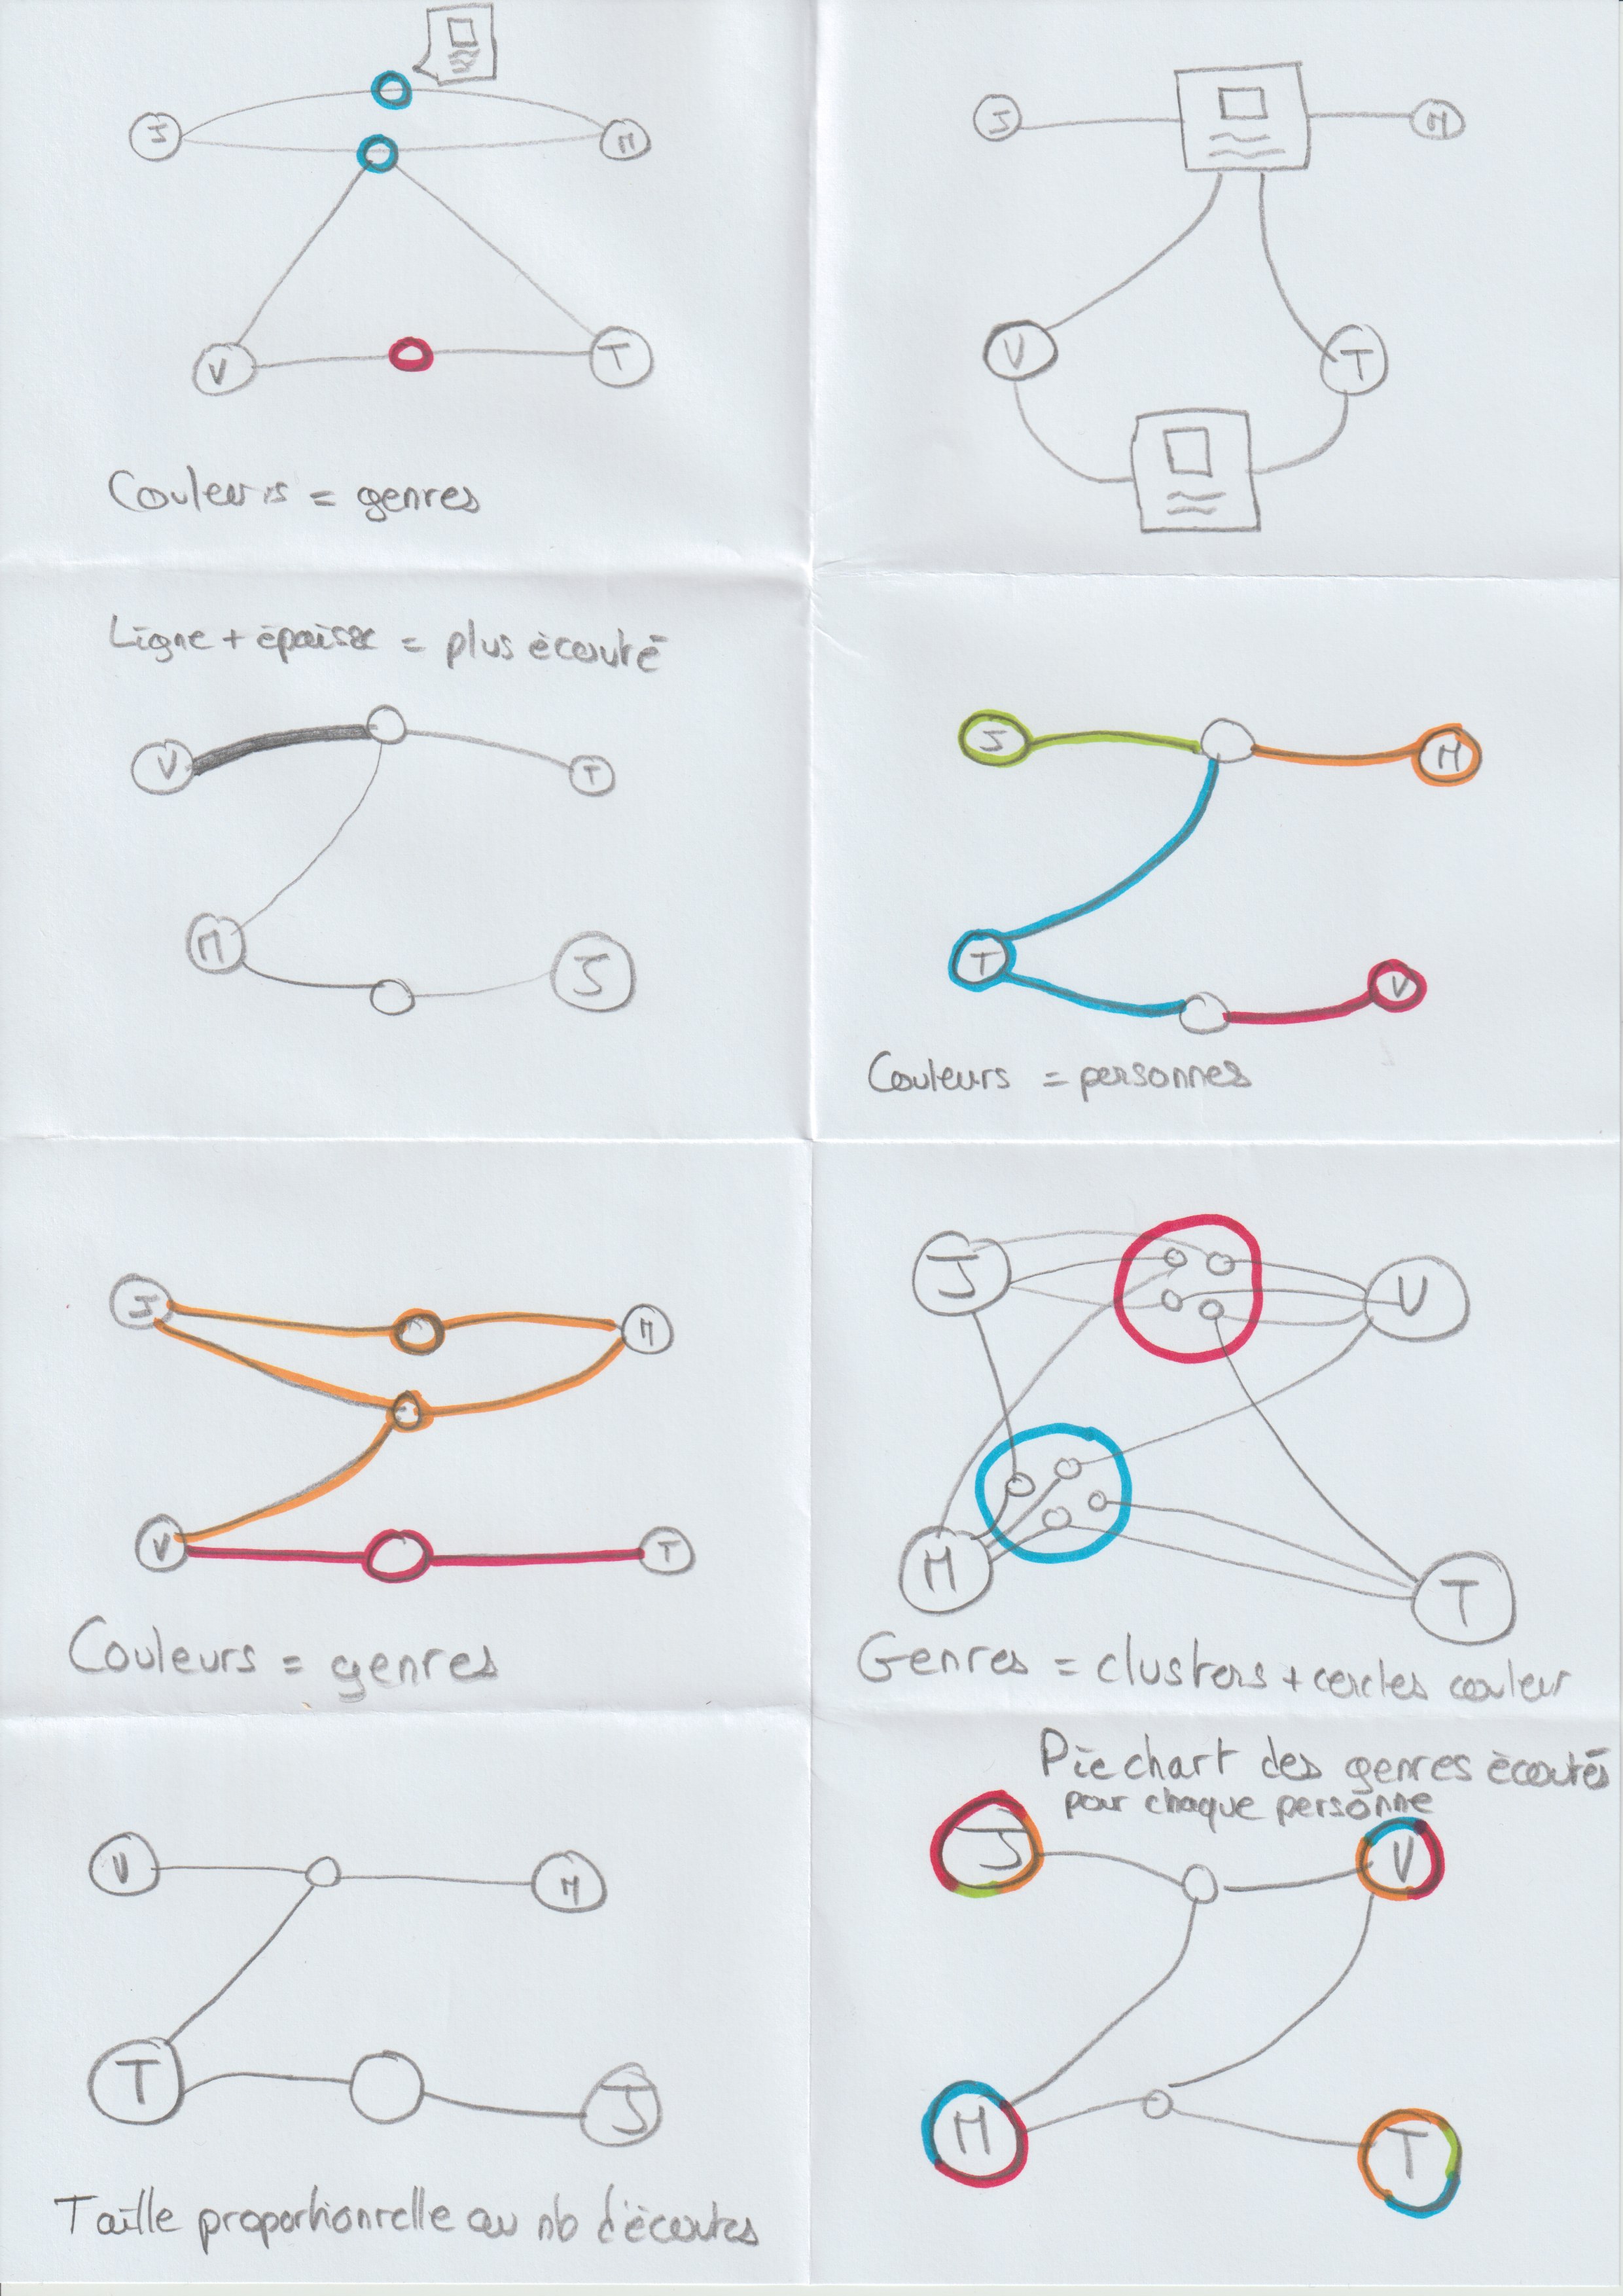 J M
V T
Couleurs = genres
J M
V T
Ligne + épaisse = plus écouté
V T
M J
J M
T V
Couleurs = personnes
J M
V T
Couleurs = genres
J V
M T
Genres = clusters + cercles couleur
V M
T J
Taille proportionnelle au nb d'écoutes
Pie chart des genres écoutés
pour chaque personne
J V
M T